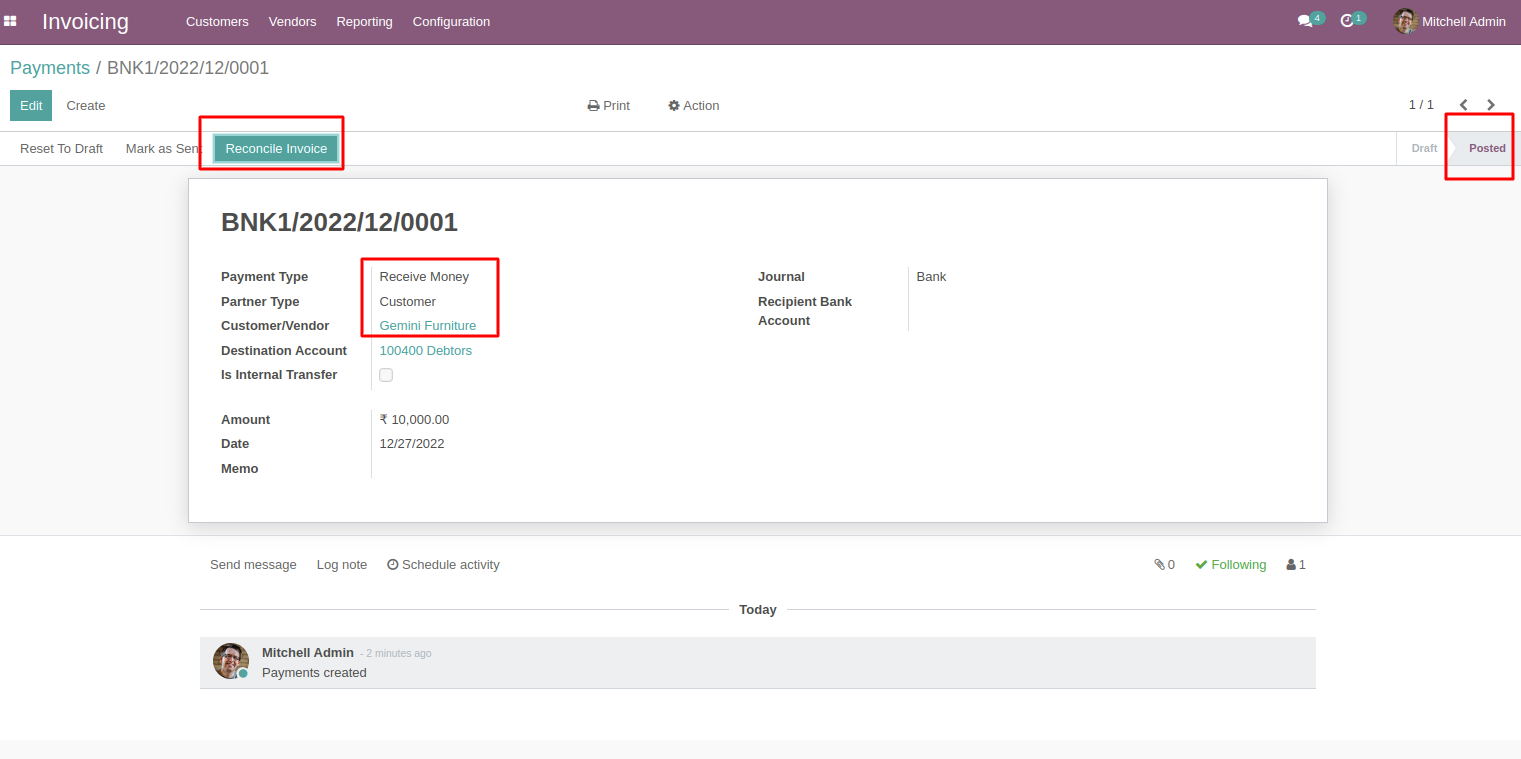 Invoicing Customers Vendors Reporting Configuration 4 1 Mitchell Admin
Payments / BNK1/2022/12/0001
Edit Create Print Action 1 / 1
Reset To Draft Mark as Sent Reconcile Invoice Draft Posted
BNK1/2022/12/0001
Payment Type Receive Money Journal Bank
Partner Type Customer Recipient Bank
Account
Customer/Vendor Gemini Furniture
Destination Account 100400 Debtors
Is Internal Transfer
Amount ₹ 10,000.00
Date 12/27/2022
Memo
Send message Log note Schedule activity 0 Following 1
Today
Mitchell Admin - 2 minutes ago
Payments created